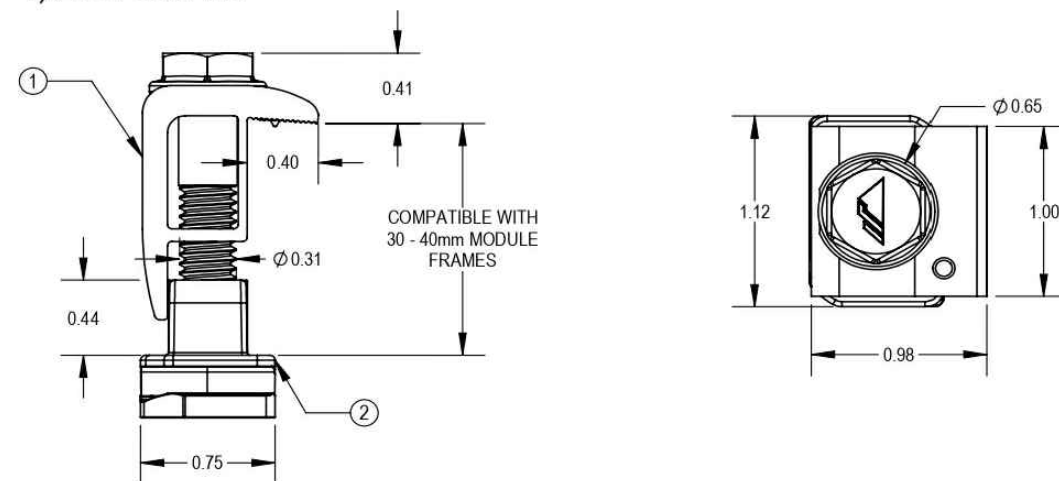 1
0.41
0.40
COMPATIBLE WITH
30 - 40mm MODULE
FRAMES
Ø 0.31
0.44
2
0.75
Ø 0.65
1.12
1.00
0.98